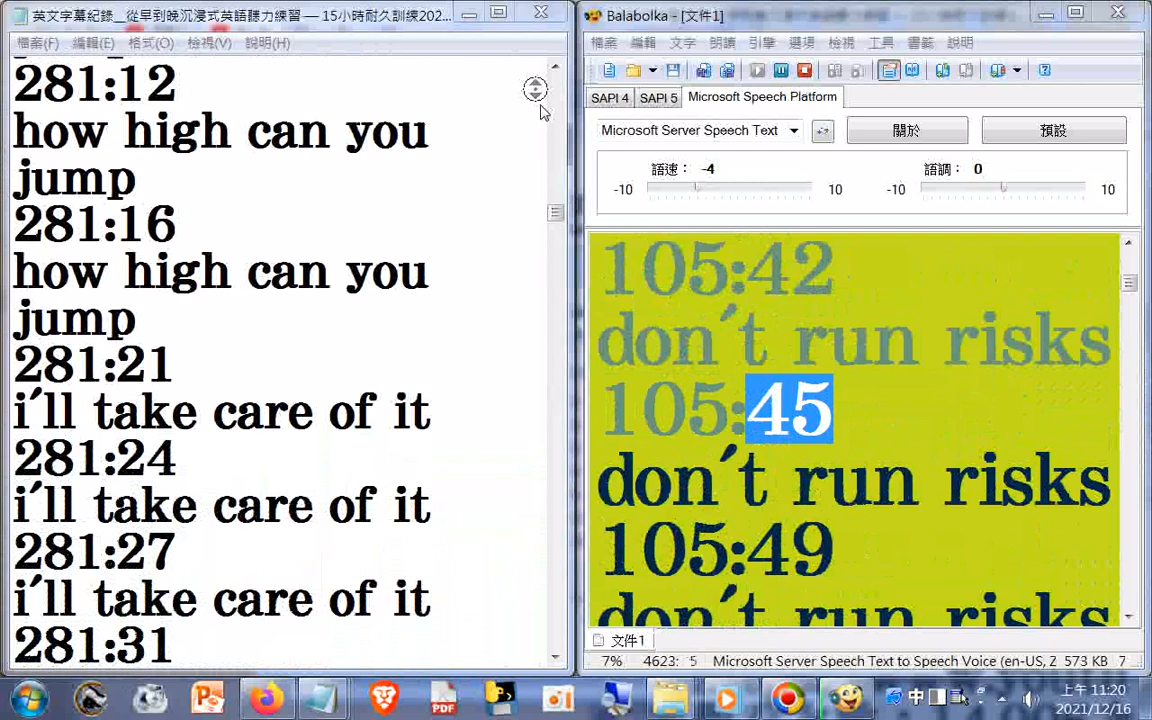 英文字幕紀錄__從早到晚沉浸式英語聽力練習 — 15小時耐久訓練202...
檔案(F) 編輯(E) 格式(O) 檢視(V) 說明(H)
281:12
how high can you
jump
281:16
how high can you
jump
281:21
i'll take care of it
281:24
i'll take care of it
281:27
i'll take care of it
281:31
Balabolka - [文件1]
檔案 編輯 文字 朗讀 引擎 選項 檢視 工具 書籤 說明
SAPI 4 SAPI 5 Microsoft Speech Platform
Microsoft Server Speech Text 關於 預設
語速： -4 語調： 0
-10 10 -10 10
105:42
don't run risks
105:45
don't run risks
105:49
don't run risks
文件1
7% 4623: 5 Microsoft Server Speech Text to Speech Voice (en-US, Z 573 KB 7
PDF 中 上午 11:20
2021/12/16